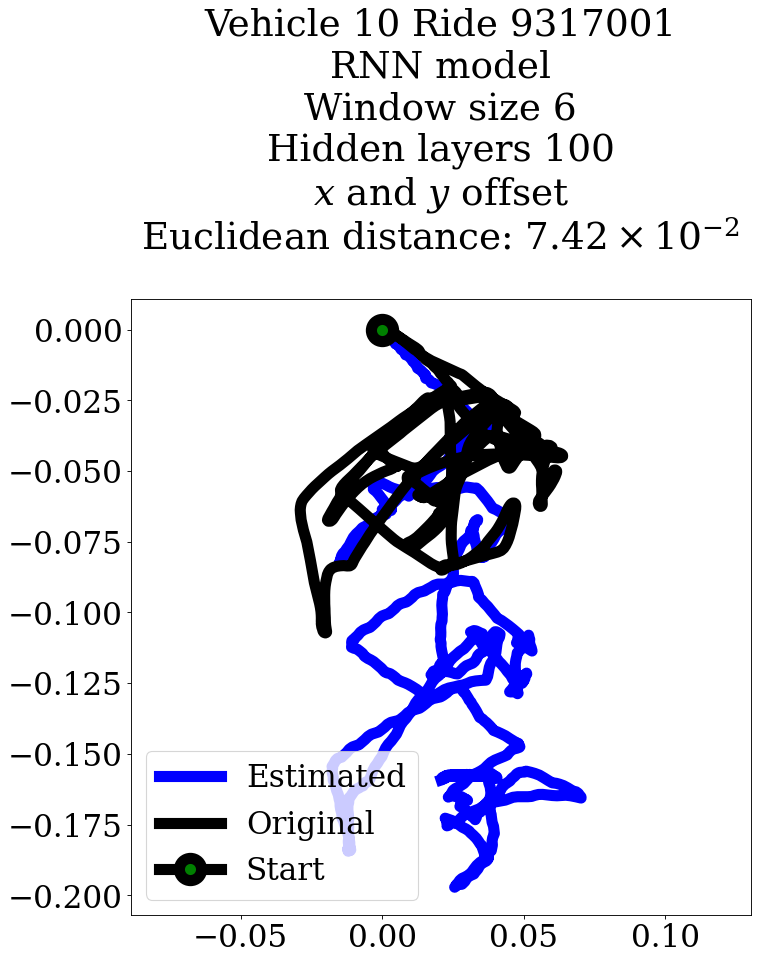 Vehicle 10 Ride 9317001
RNN model
Window size 6
Hidden layers 100
x and y offset
Euclidean distance: 7.42 × 10⁻²
0.000
−0.025
−0.050
−0.075
−0.100
−0.125
−0.150
−0.175
−0.200
Estimated
Original
Start
−0.05
0.00
0.05
0.10